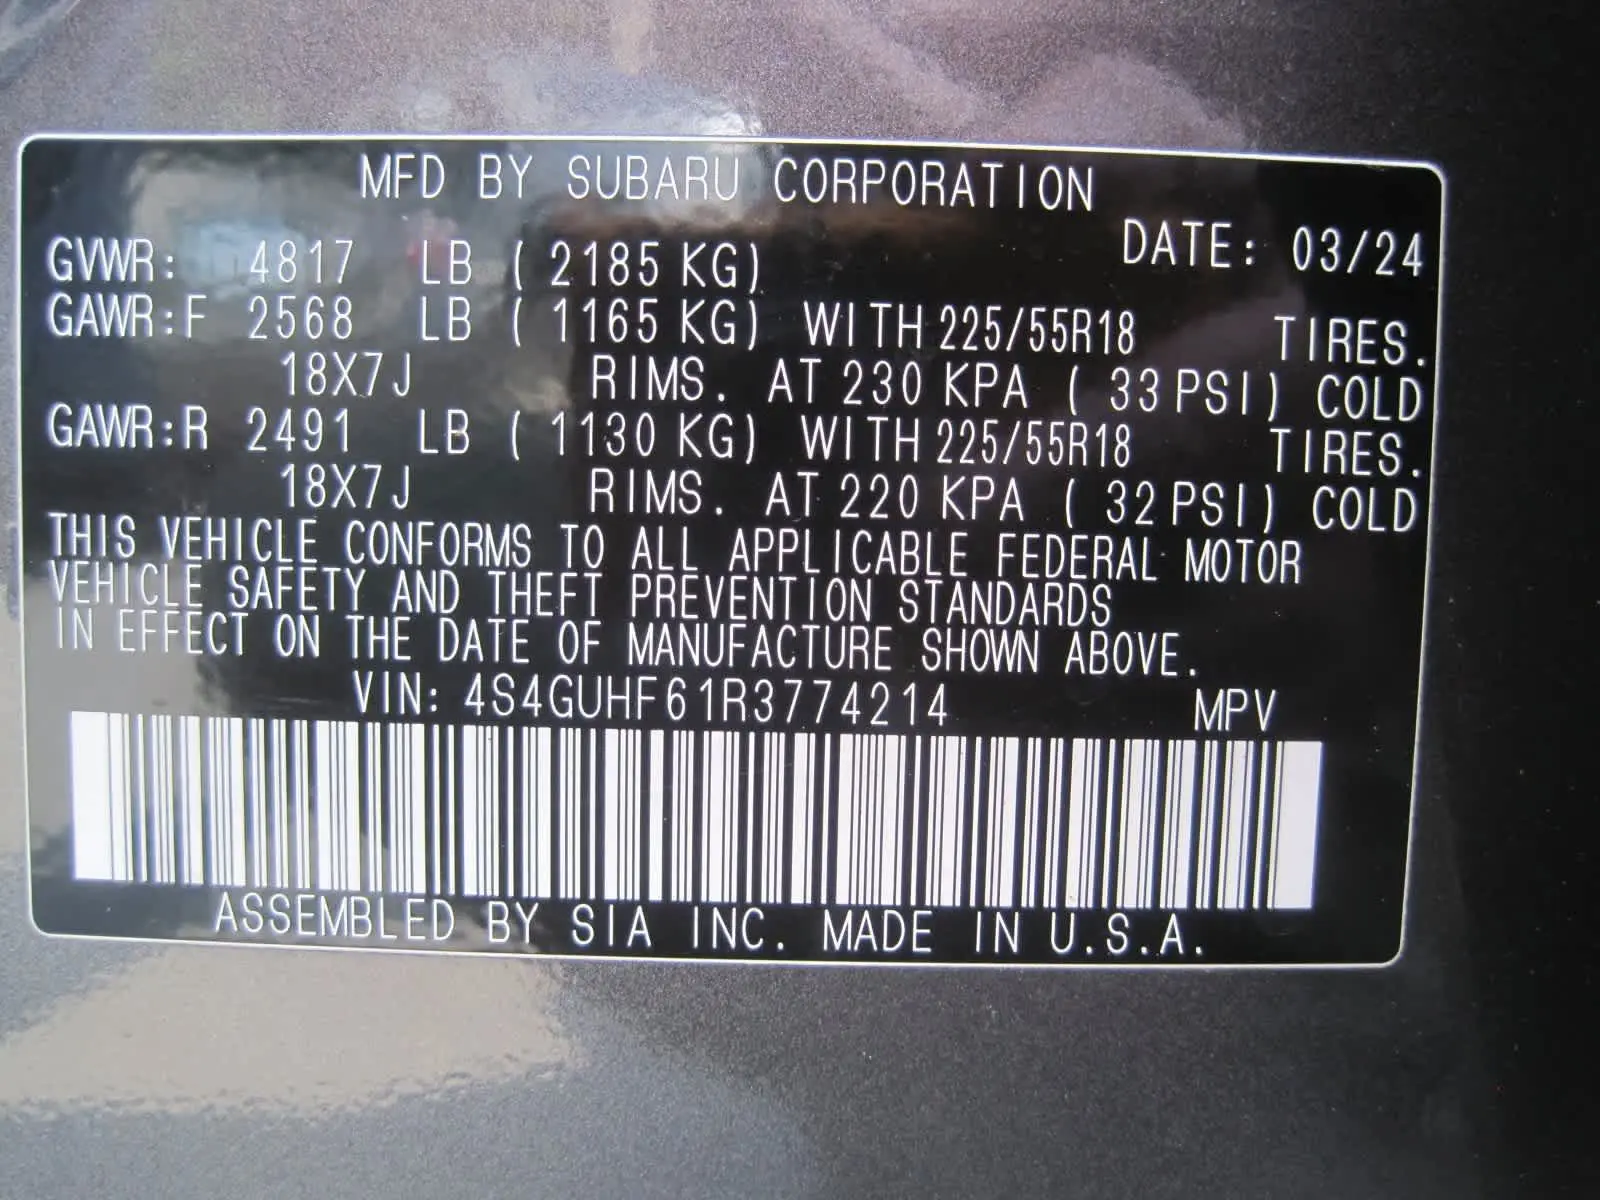 MFD BY SUBARU CORPORATION
DATE: 03/24
GVWR: 4817 LB ( 2185 KG)
GAWR:F 2568 LB ( 1165 KG) WITH 225/55R18 TIRES.
18X7J RIMS. AT 230 KPA ( 33 PSI) COLD
GAWR:R 2491 LB ( 1130 KG) WITH 225/55R18 TIRES.
18X7J RIMS. AT 220 KPA ( 32 PSI) COLD
THIS VEHICLE CONFORMS TO ALL APPLICABLE FEDERAL MOTOR
VEHICLE SAFETY AND THEFT PREVENTION STANDARDS
IN EFFECT ON THE DATE OF MANUFACTURE SHOWN ABOVE.
VIN: 4S4GUHF61R3774214 MPV
ASSEMBLED BY SIA INC. MADE IN U.S.A.